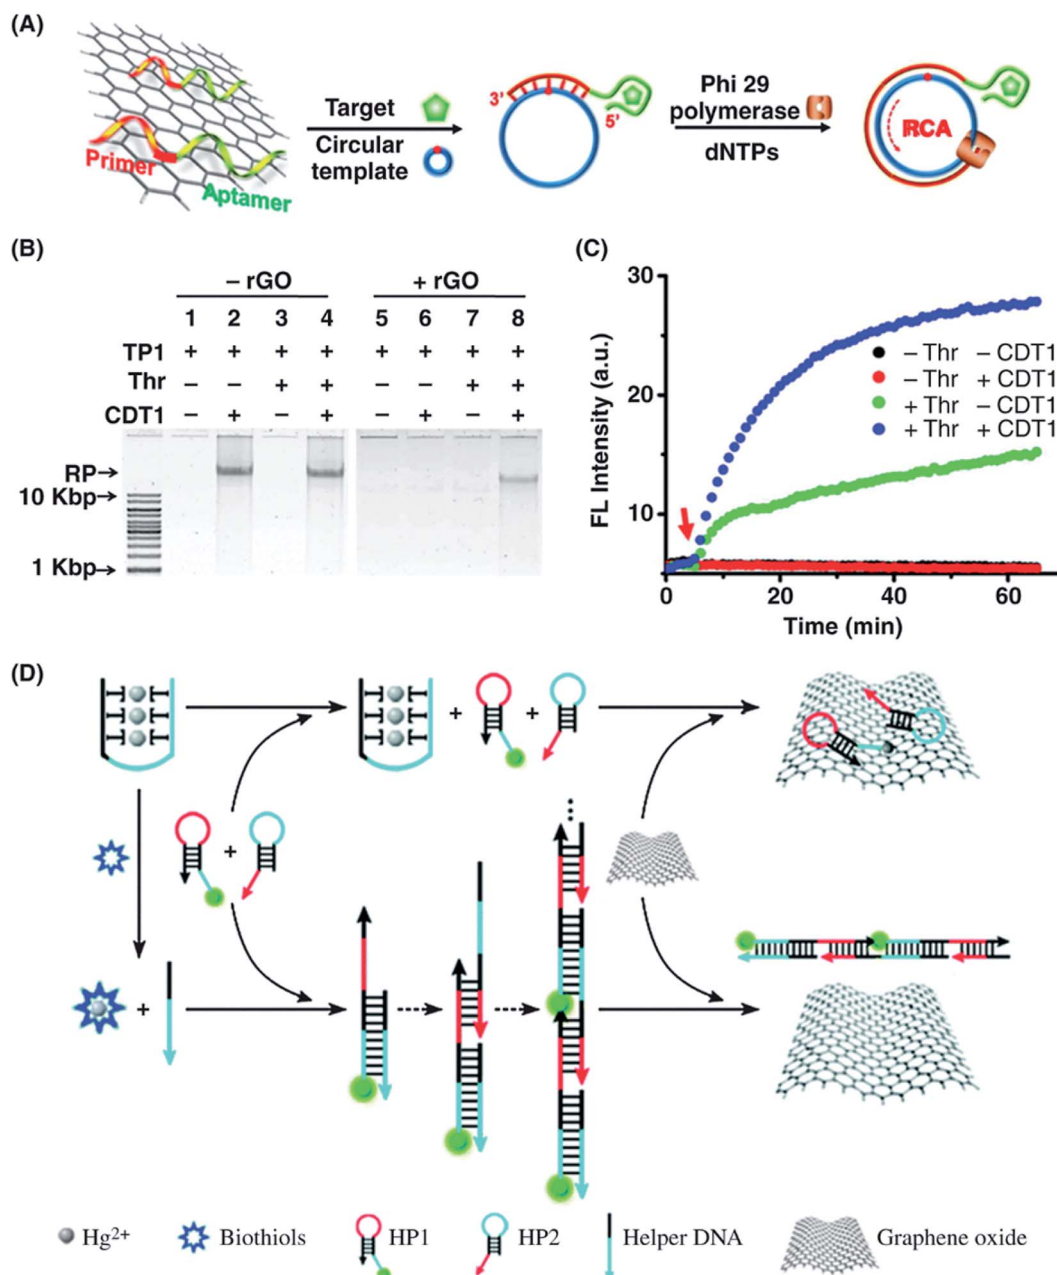 (A)
Primer
Aptamer
Target
Circular
template
3'
5'
Phi 29
polymerase
dNTPs
RCA
(B)
– rGO
+ rGO
1 2 3 4 5 6 7 8
TP1 + + + + + + + +
Thr – – + + – – + +
CDT1 – + – + – + – +
RP→
10 Kbp→
1 Kbp→
(C)
FL Intensity (a.u.)
30
20
10
– Thr – CDT1
– Thr + CDT1
+ Thr – CDT1
+ Thr + CDT1
0 20 40 60
Time (min)
(D)
+ +
+
+
Hg2+
Biothiols
HP1
HP2
Helper DNA
Graphene oxide